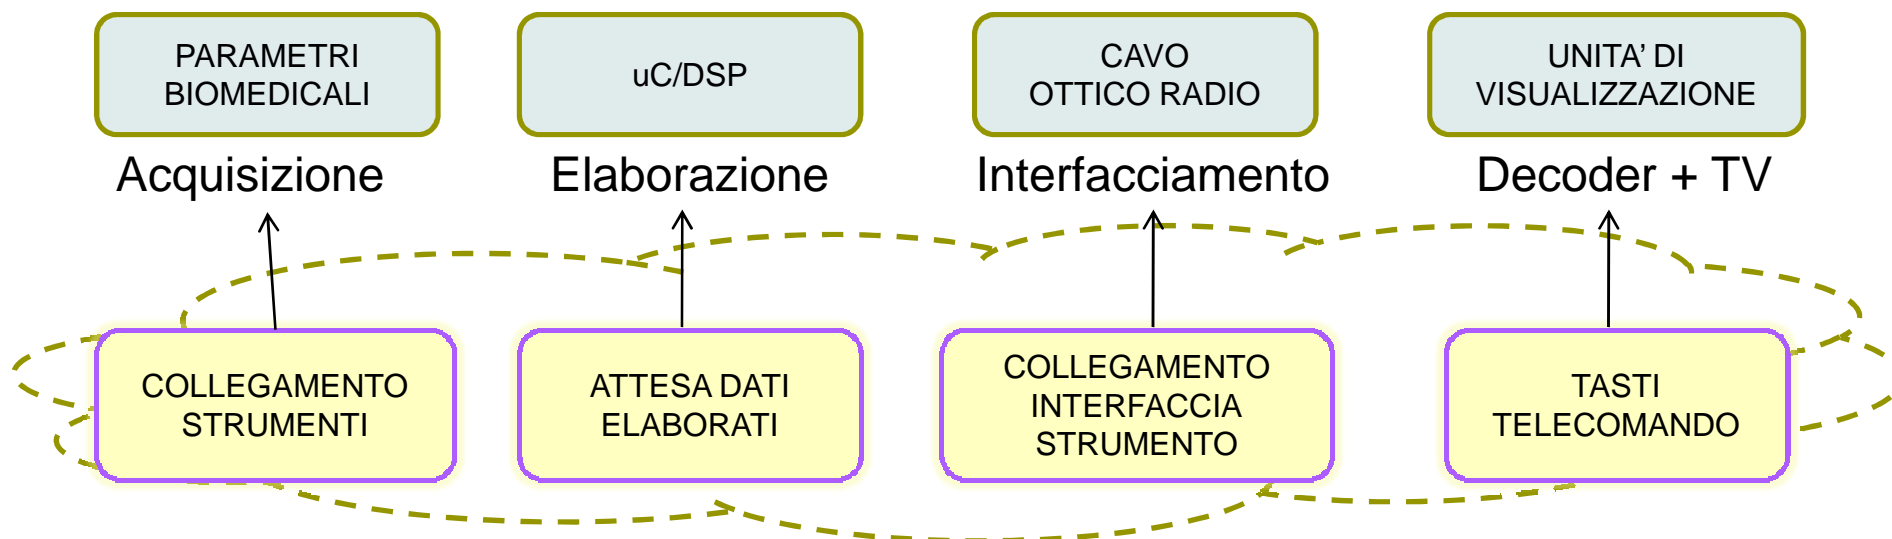 PARAMETRI
BIOMEDICALI
uC/DSP
CAVO
OTTICO RADIO
UNITA’ DI
VISUALIZZAZIONE
Acquisizione
Elaborazione
Interfacciamento
Decoder + TV
COLLEGAMENTO
STRUMENTI
ATTESA DATI
ELABORATI
COLLEGAMENTO
INTERFACCIA
STRUMENTO
TASTI
TELECOMANDO